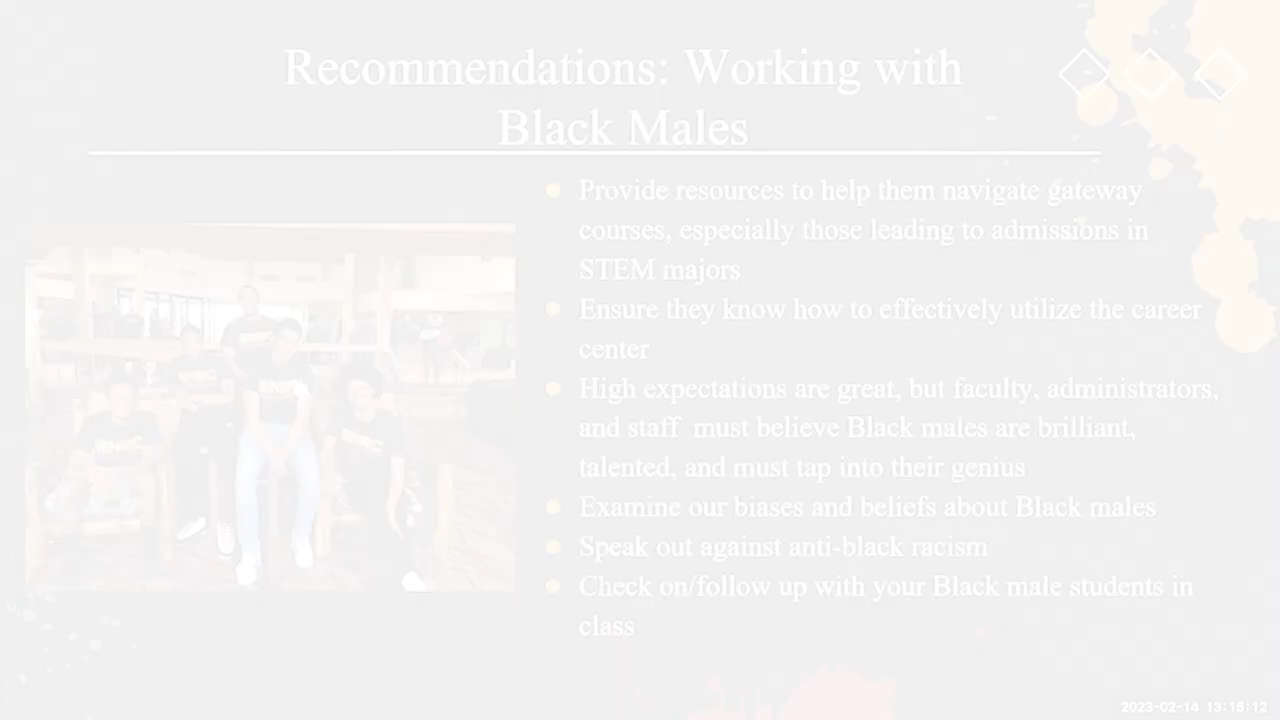 Recommendations: Working with
Black Males
Provide resources to help them navigate gateway
courses, especially those leading to admissions in
STEM majors
Ensure they know how to effectively utilize the career
center
High expectations are great, but faculty, administrators,
and staff must believe Black males are brilliant,
talented, and must tap into their genius
Examine our biases and beliefs about Black males
Speak out against anti-black racism
Check on/follow up with your Black male students in
class
2023-02-14 13:15:12